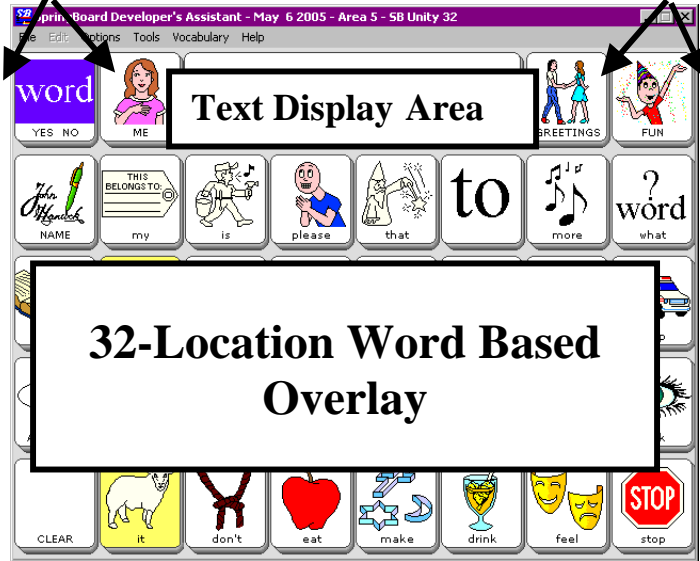 SpringBoard Developer's Assistant - May 6 2005 - Area 5 - SB Unity 32
Edit Options Tools Vocabulary Help
word
YES NO
ME
Text Display Area
GREETINGS
FUN
John Hancock
NAME
THIS BELONGS TO:
my
is
please
that
to
more
? word
what
32-Location Word Based
Overlay
CLEAR
it
don't
eat
make
drink
feel
STOP
stop